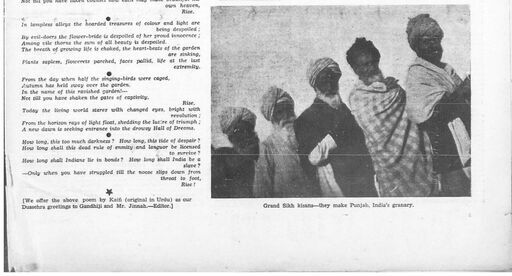 own heaven,
Rise.
In lampless alleys the hoarded treasures of colour and light are
being despoiled;
By evil-doers the flower-bride is despoiled of her proud innocence;
Among vile thorns the sum of all beauty is despoiled.
The breath of growing life is choked, the heart-beats of the garden
are sinking,
Plants sapless, flowerets parched, faces pallid, life at the last
extremity.
From the day when half the singing-birds were caged,
Autumn has held sway over the garden.
In the name of this ravished garden!—
Not till you have shaken the gates of captivity,
Rise.
Today the living world stares with changed eyes, bright with
revolution;
From the horizon rays of light float, shedding the lustre of triumph;
A new dawn is seeking entrance into the drowsy Hall of Dreams.
How long, this too much darkness? How long, this tide of despair?
How long shall this dead rule of enmity and languor be licensed
to survive?
How long shall Indians lie in bonds? How long shall India be a
slave?
—Only when you have struggled till the noose slips down from
throat to foot,
Rise!
[We offer the above poem by Kaifi (original in Urdu) as our
Dussehra greetings to Gandhiji and Mr. Jinnah.—Editor.]
Grand Sikh kisans—they make Punjab, India's granary.